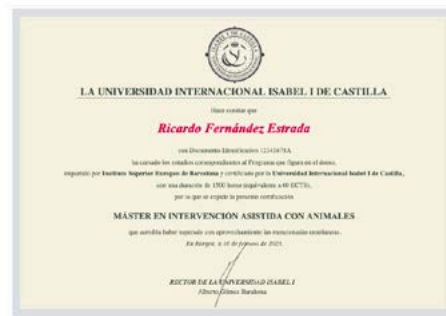 LA UNIVERSIDAD INTERNACIONAL ISABEL I DE CASTILLA
Hace constar que
Ricardo Fernández Estrada
con Documento Identificativo 12345678A
ha cursado los estudios correspondientes al Programa que figura en el dorso,
impartido por Instituto Superior Europeo de Barcelona y certificado por la Universidad Internacional Isabel I de Castilla,
con una duración de 1500 horas (equivalente a 60 ECTS),
por lo que se expide la presente certificación
MÁSTER EN INTERVENCIÓN ASISTIDA CON ANIMALES
que acredita haber superado con aprovechamiento las mencionadas enseñanzas.
En Burgos, a de de 2023.
RECTOR DE LA UNIVERSIDAD ISABEL I
Alberto Gómez Barahona